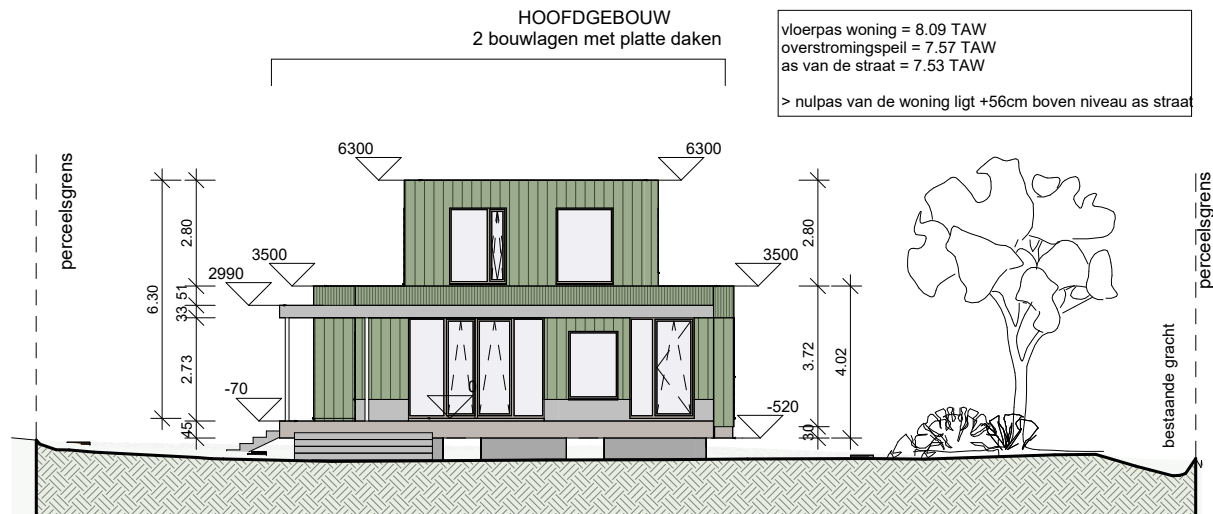 HOOFDGEBOUW
2 bouwlagen met platte daken
vloerpas woning = 8.09 TAW
overstromingspeil = 7.57 TAW
as van de straat = 7.53 TAW
> nulpas van de woning ligt +56cm boven niveau as straat
perceelsgrens
6300
6300
2.80
2.80
3500
3500
2990
6.30
51
33
2.73
3.72
4.02
-70
0
-520
45
30
bestaande gracht
perceelsgrens